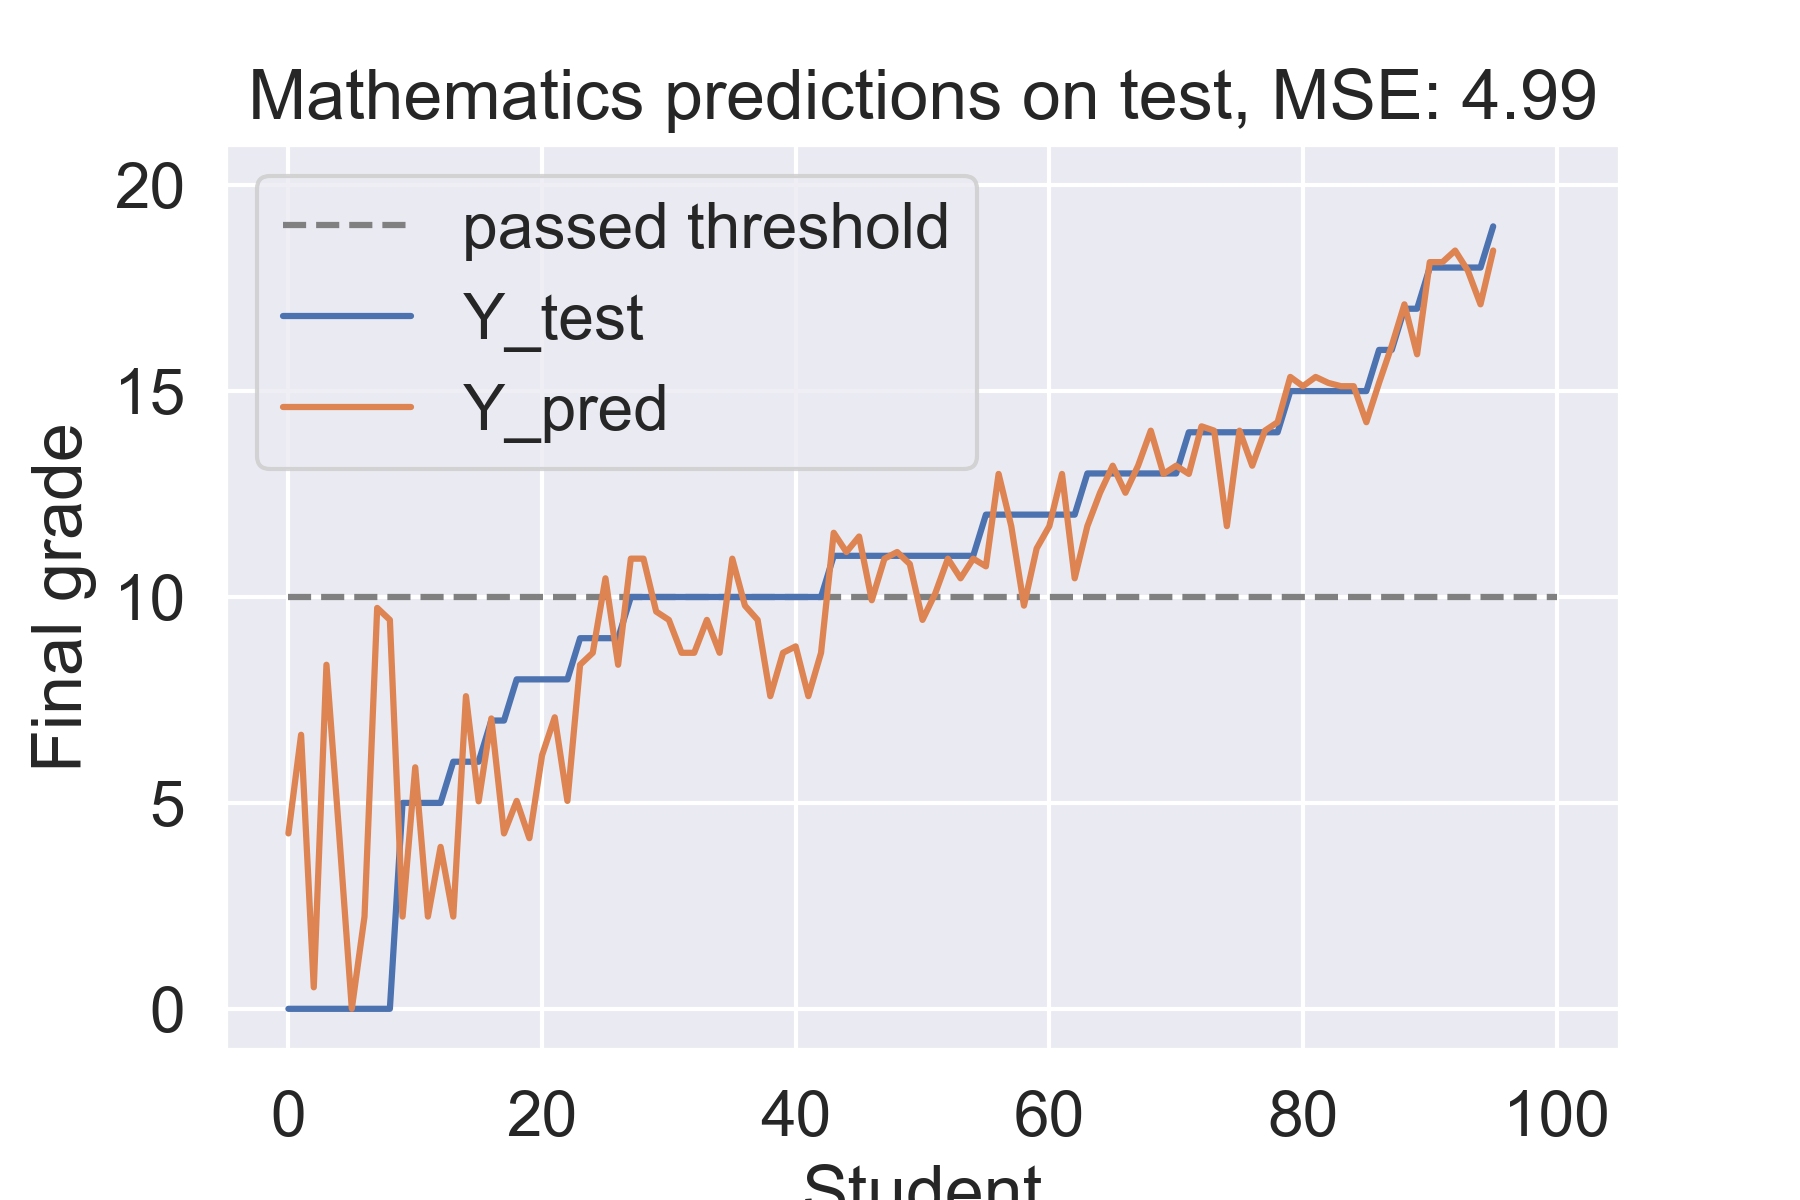 Mathematics predictions on test, MSE: 4.99
20
15
10
5
0
Final grade
passed threshold
Y_test
Y_pred
0 20 40 60 80 100
Student